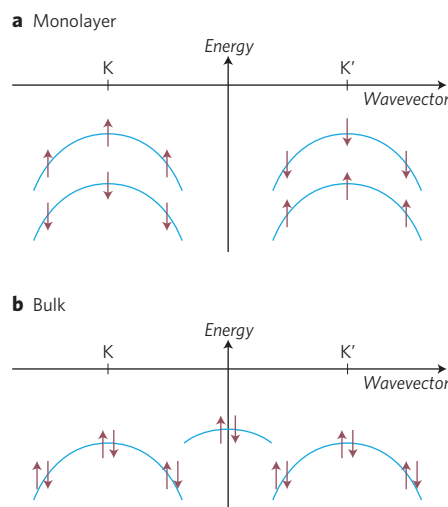 a Monolayer
Energy
K
K'
Wavevector
b Bulk
Energy
K
K'
Wavevector